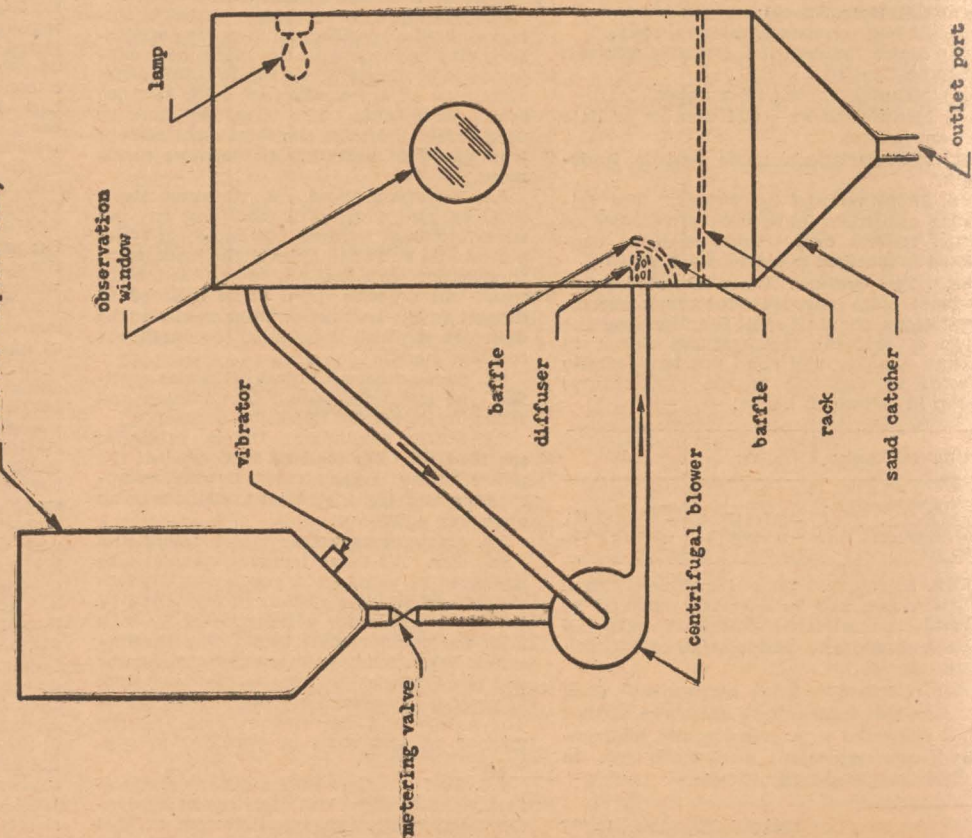 lamp
observation
window
vibrator
metering valve
baffle
diffuser
centrifugal blower
baffle
rack
sand catcher
outlet port